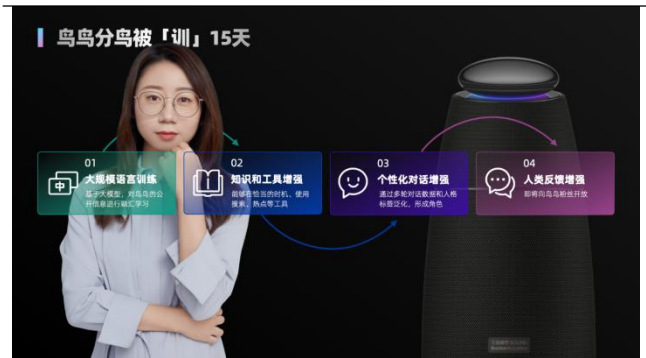 鸟鸟分鸟被「训」15天
01
大规模语言训练
基于大模型，对鸟鸟的公
开信息进行融汇学习
02
知识和工具增强
能够在恰当的时机、使用
搜索、热点等工具
03
个性化对话增强
通过多轮对话数据和人格
标签泛化、形成角色
04
人类反馈增强
即将向鸟鸟粉丝开放
中